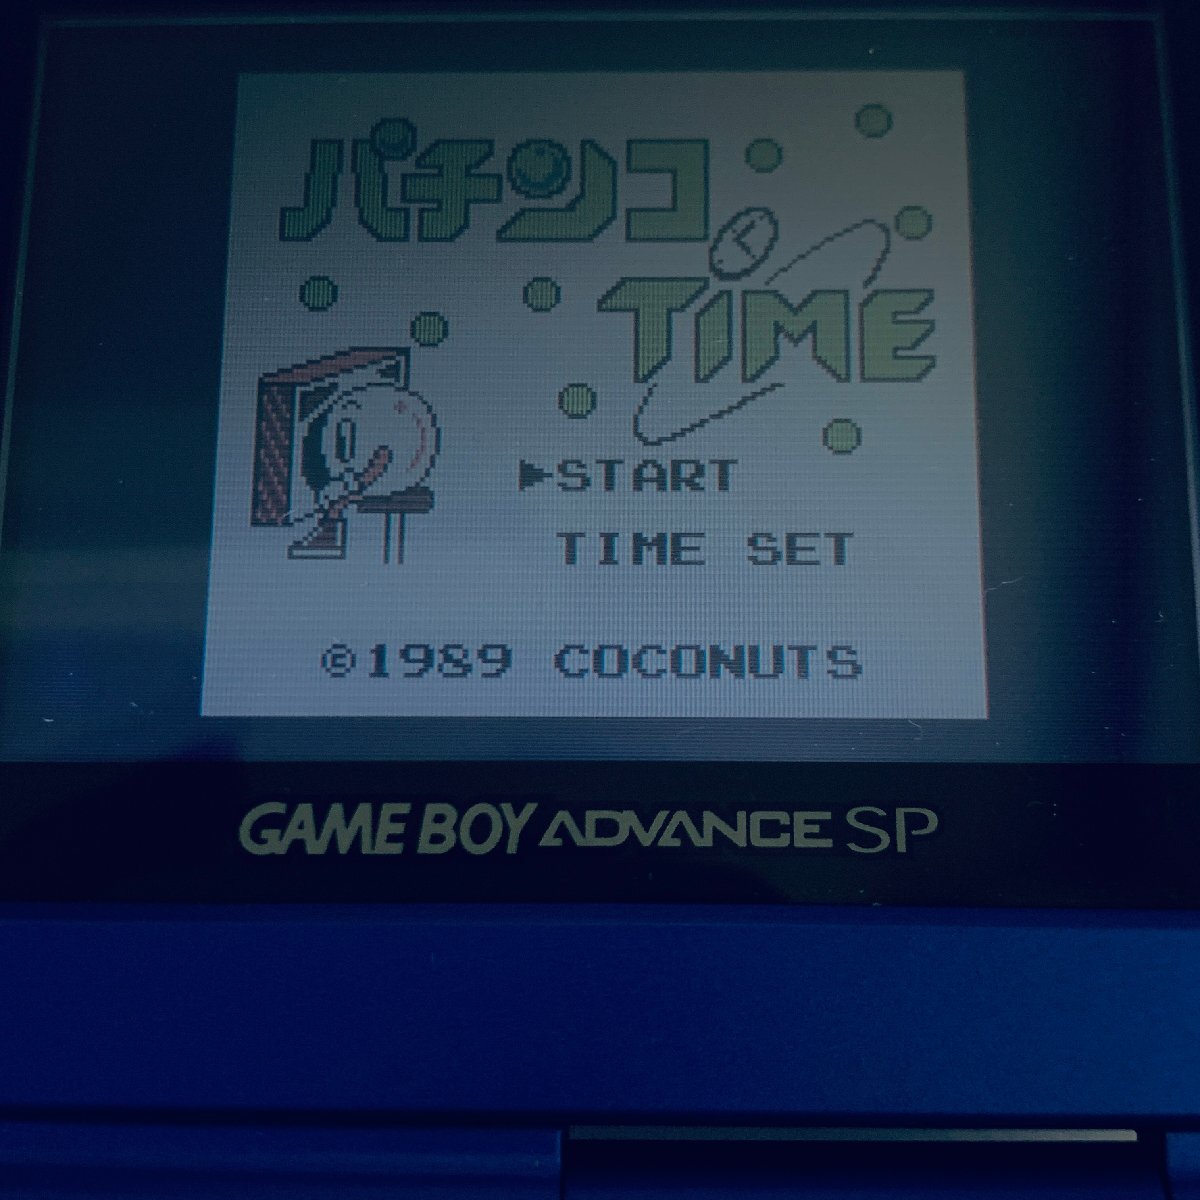 パチンコ
TIME
▶START
TIME SET
©1989 COCONUTS
GAME BOY ADVANCE SP